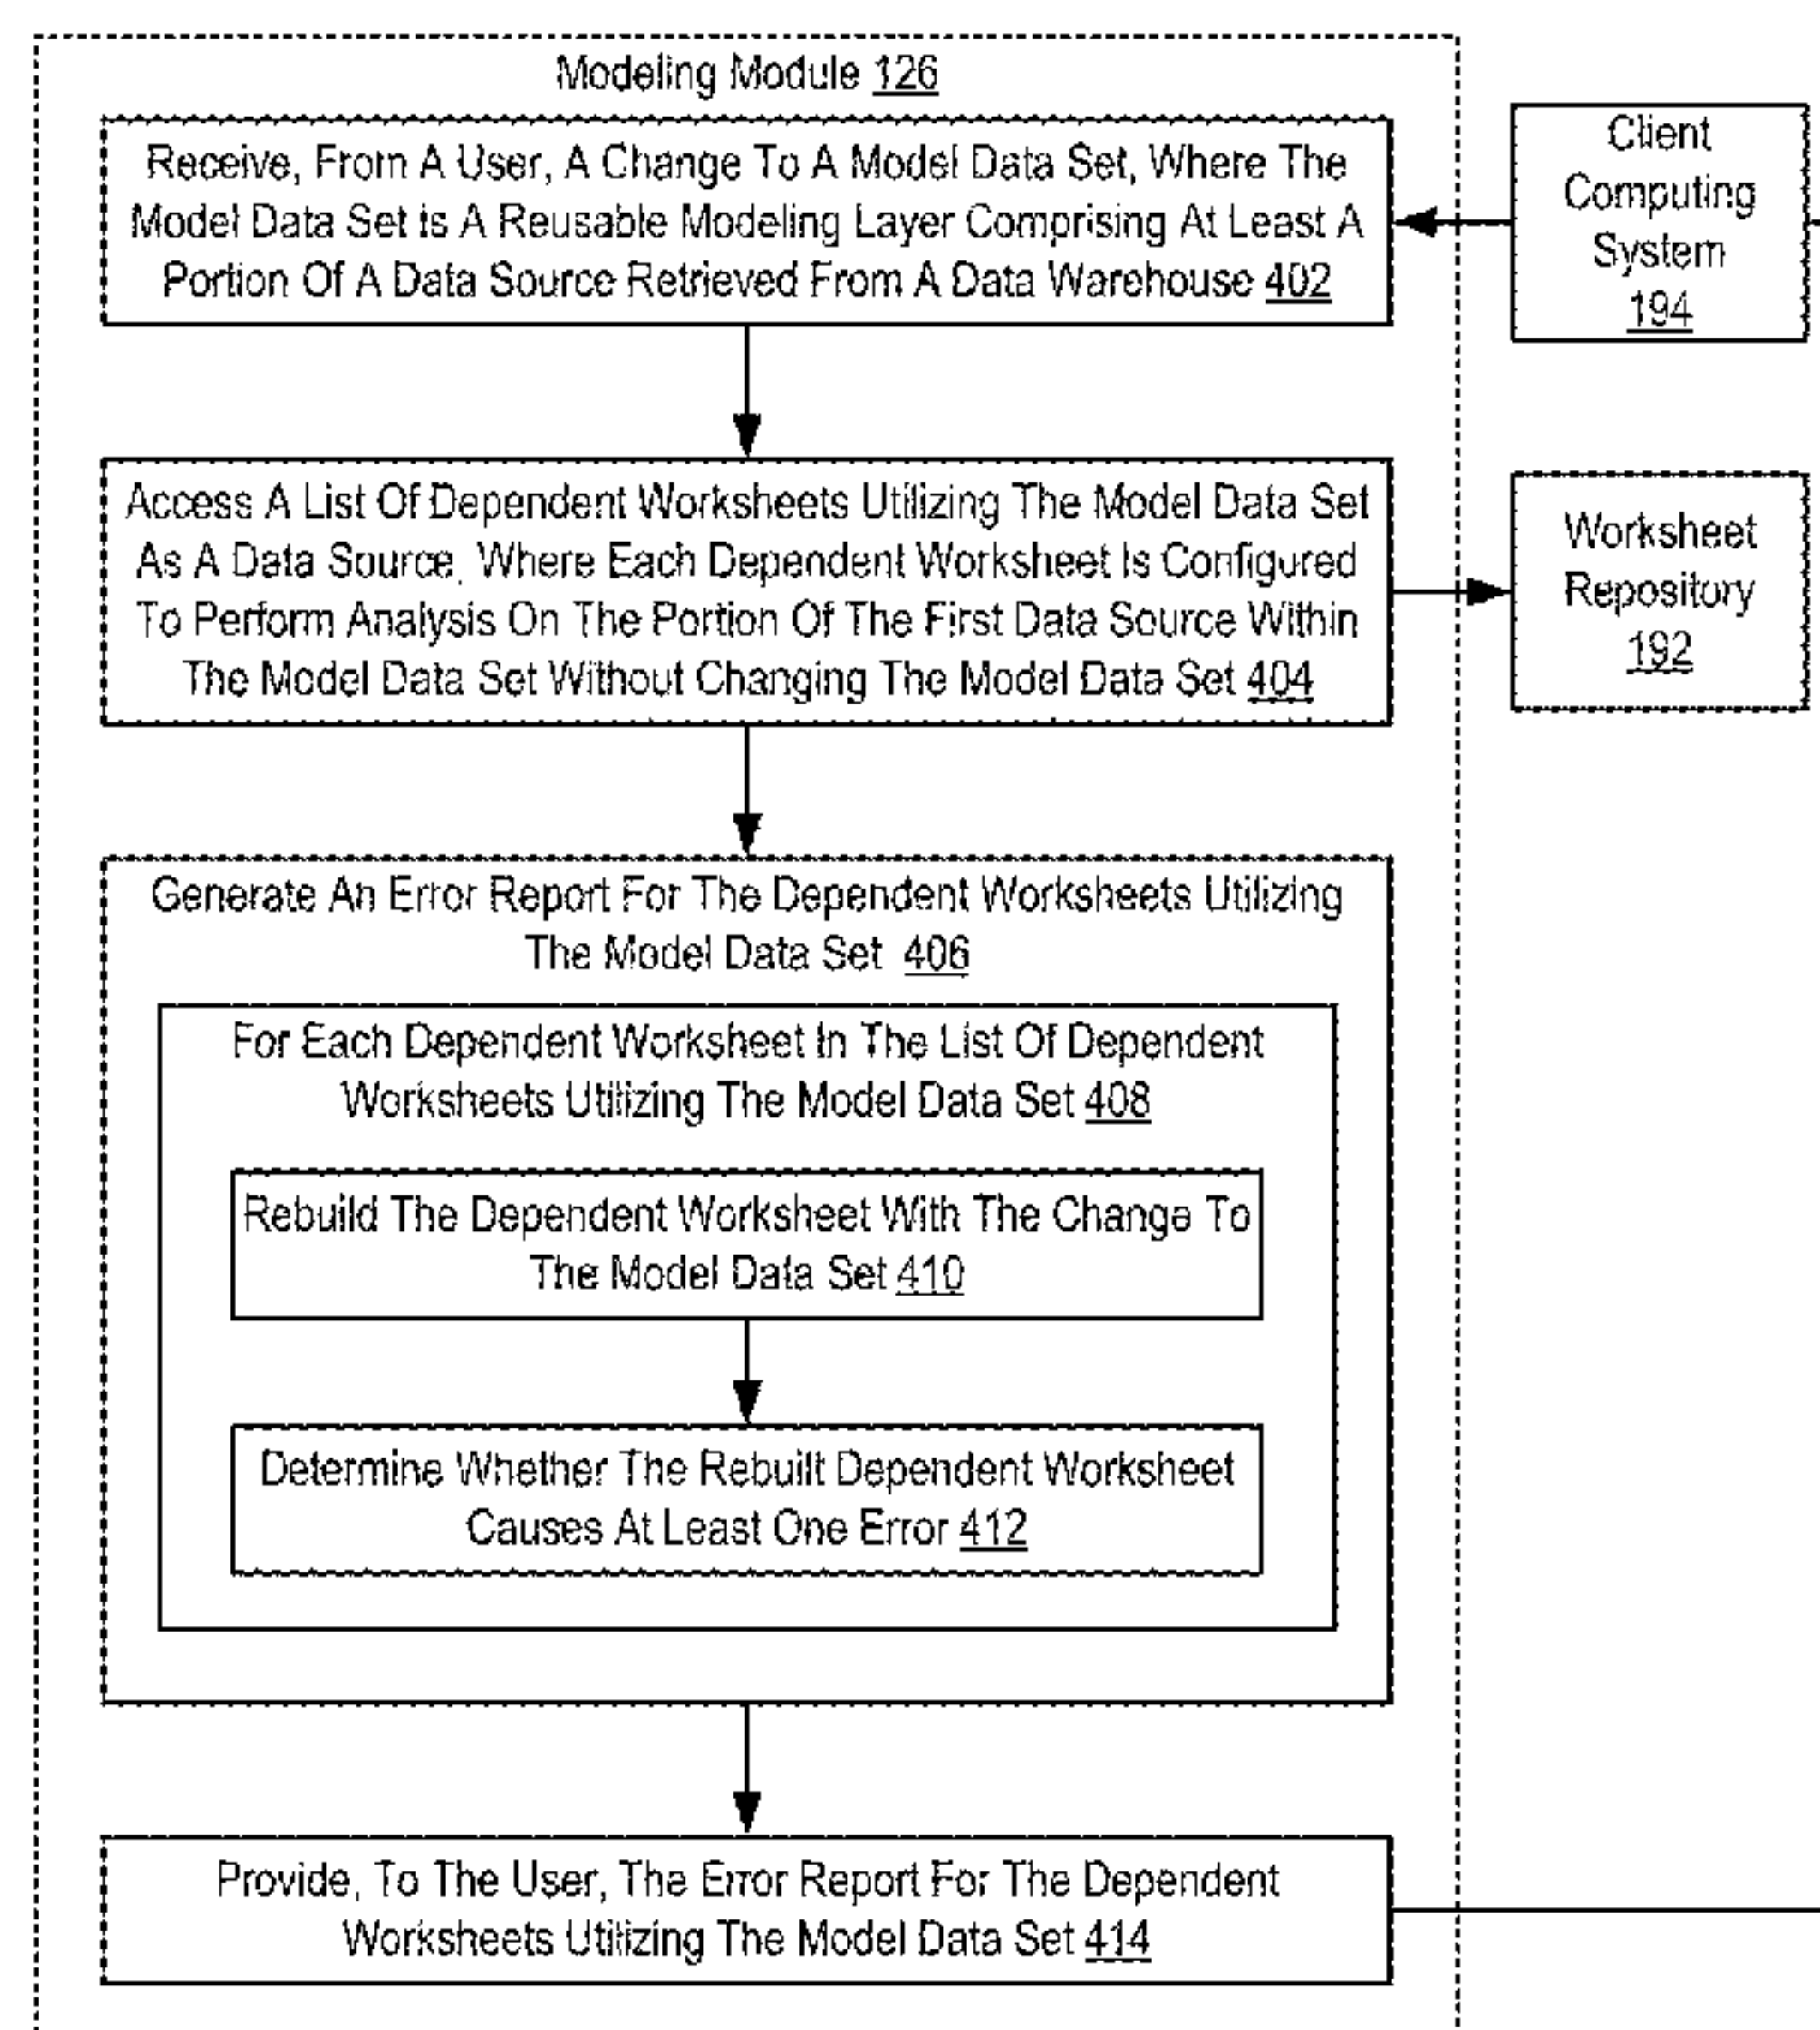 Modeling Module 126
Receive, From A User, A Change To A Model Data Set, Where The
Model Data Set Is A Reusable Modeling Layer Comprising At Least A
Portion Of A Data Source Retrieved From A Data Warehouse 402
Client
Computing
System
194
Access A List Of Dependent Worksheets Utilizing The Model Data Set
As A Data Source, Where Each Dependent Worksheet Is Configured
To Perform Analysis On The Portion Of The First Data Source Within
The Model Data Set Without Changing The Model Data Set 404
Worksheet
Repository
192
Generate An Error Report For The Dependent Worksheets Utilizing
The Model Data Set 406
For Each Dependent Worksheet In The List Of Dependent
Worksheets Utilizing The Model Data Set 408
Rebuild The Dependent Worksheet With The Change To
The Model Data Set 410
Determine Whether The Rebuilt Dependent Worksheet
Causes At Least One Error 412
Provide, To The User, The Error Report For The Dependent
Worksheets Utilizing The Model Data Set 414